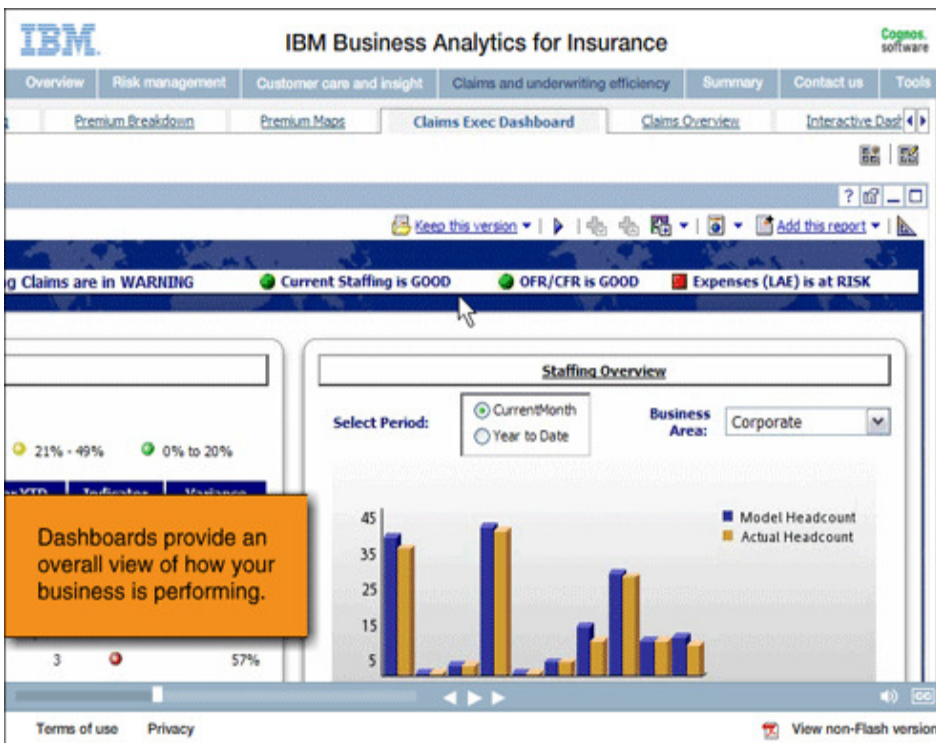 IBM.
IBM Business Analytics for Insurance
Cognos.
software
Overview Risk management Customer care and insight Claims and underwriting efficiency Summary Contact us Tools
Premium Breakdown Premium Maps Claims Exec Dashboard Claims Overview Interactive
Keep this version Add this report
Claims are in WARNING Current Staffing is GOOD OFR/CFR is GOOD Expenses (LAE) is at RISK
Staffing Overview
Select Period:
CurrentMonth
Year to Date
Business
Area:
Corporate
21% - 49% 0% to 20%
YTD Indicator Variance
Dashboards provide an
overall view of how your
business is performing.
3 57%
45
35
25
15
5
Model Headcount
Actual Headcount
CC
Terms of use Privacy View non-Flash version